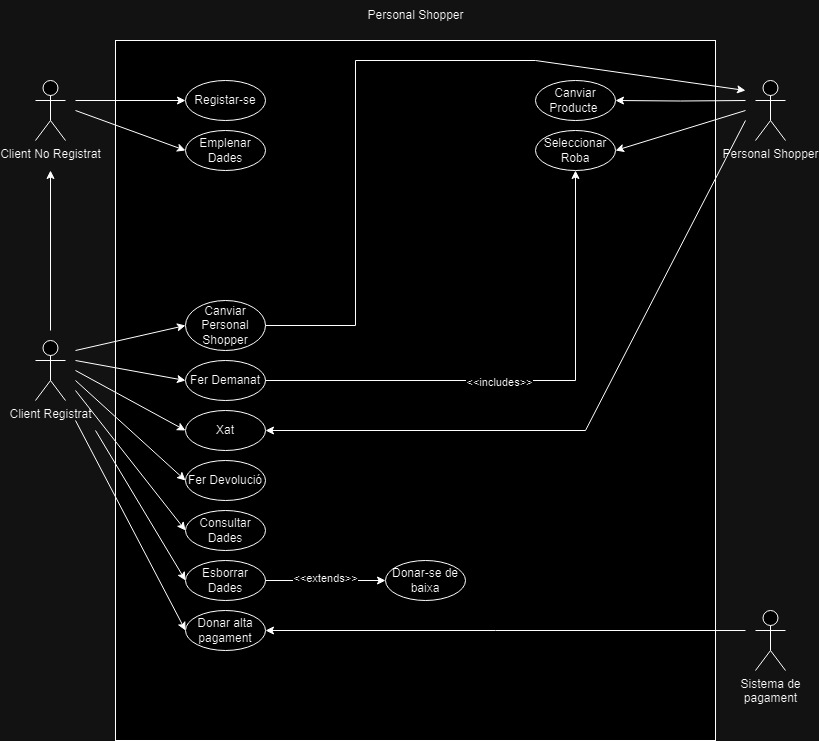 Personal Shopper
Registar-se
Canviar
Producte
Emplenar
Dades
Seleccionar
Roba
Client No Registrat
Personal Shopper
Canviar
Personal
Shopper
Fer Demanat
<<includes>>
Client Registrat
Xat
Fer Devolució
Consultar
Dades
Esborrar
Dades
<<extends>>
Donar-se de
baixa
Donar alta
pagament
Sistema de
pagament